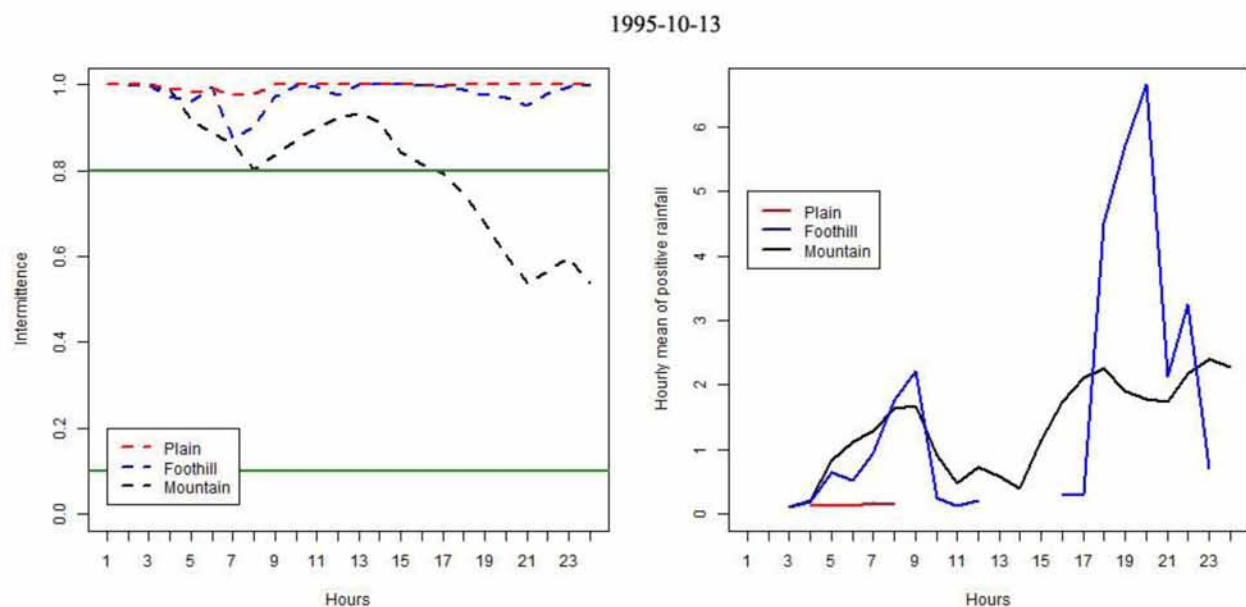 1995-10-13
Intermittence
1.0
0.8
0.6
0.4
0.2
0.0
Plain
Foothill
Mountain
1 3 5 7 9 11 13 15 17 19 21 23
Hours
Hourly mean of positive rainfall
6
5
4
3
2
1
0
Plain
Foothill
Mountain
1 3 5 7 9 11 13 15 17 19 21 23
Hours